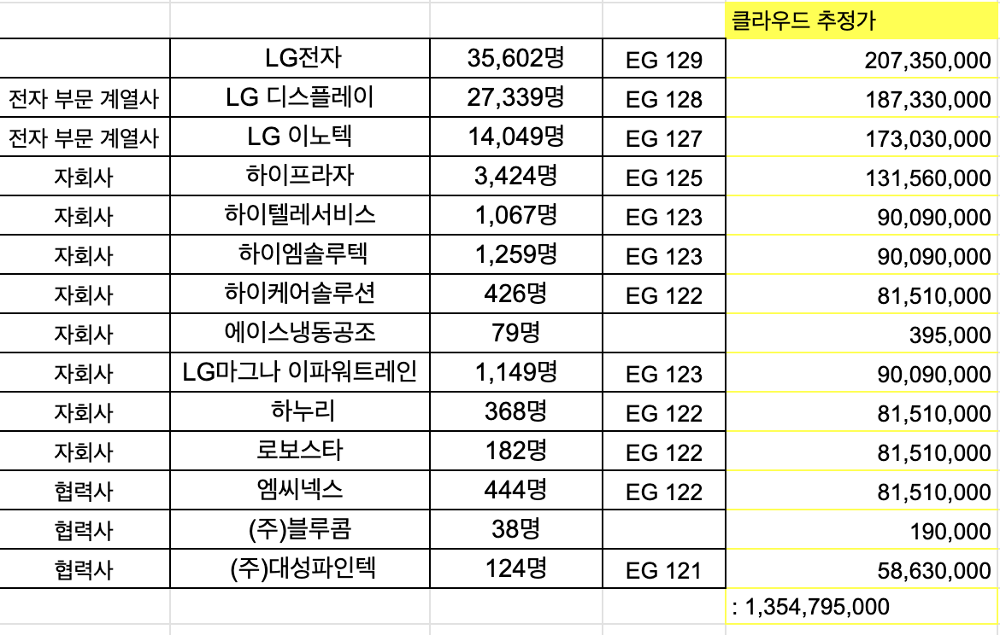 클라우드 추정가
LG전자 35,602명 EG 129 207,350,000
전자 부문 계열사 LG 디스플레이 27,339명 EG 128 187,330,000
전자 부문 계열사 LG 이노텍 14,049명 EG 127 173,030,000
자회사 하이프라자 3,424명 EG 125 131,560,000
자회사 하이텔레서비스 1,067명 EG 123 90,090,000
자회사 하이엠솔루텍 1,259명 EG 123 90,090,000
자회사 하이케어솔루션 426명 EG 122 81,510,000
자회사 에이스냉동공조 79명 395,000
자회사 LG마그나 이파워트레인 1,149명 EG 123 90,090,000
자회사 하누리 368명 EG 122 81,510,000
자회사 로보스타 182명 EG 122 81,510,000
협력사 엠씨넥스 444명 EG 122 81,510,000
협력사 (주)블루콤 38명 190,000
협력사 (주)대성파인텍 124명 EG 121 58,630,000
: 1,354,795,000